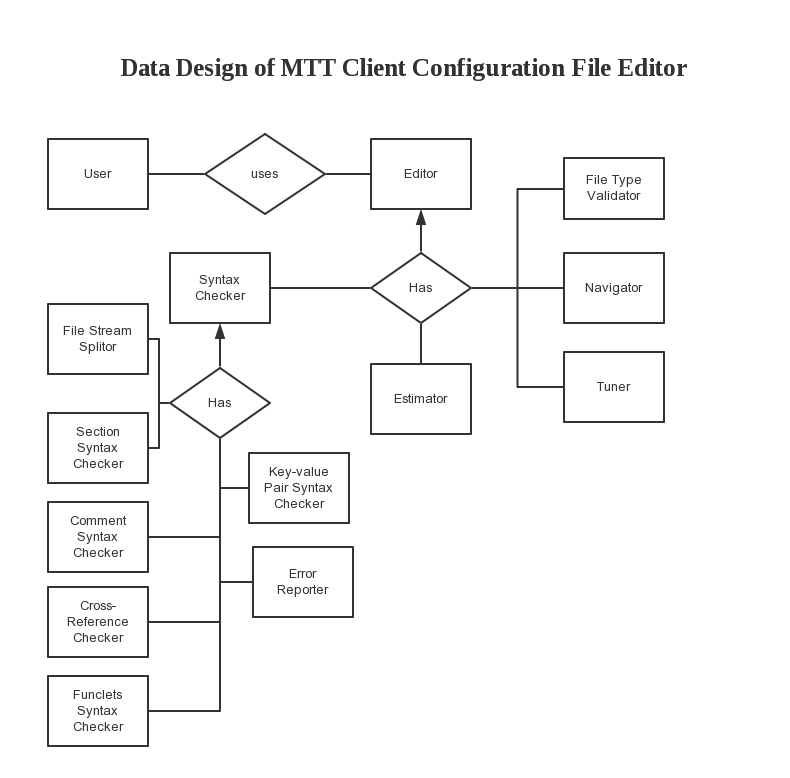 Data Design of MTT Client Configuration File Editor
User
uses
Editor
File Type
Validator
Syntax
Checker
Has
Navigator
File Stream
Splitor
Has
Estimator
Tuner
Section
Syntax
Checker
Key-value
Pair Syntax
Checker
Comment
Syntax
Checker
Error
Reporter
Cross-
Reference
Checker
Funclets
Syntax
Checker